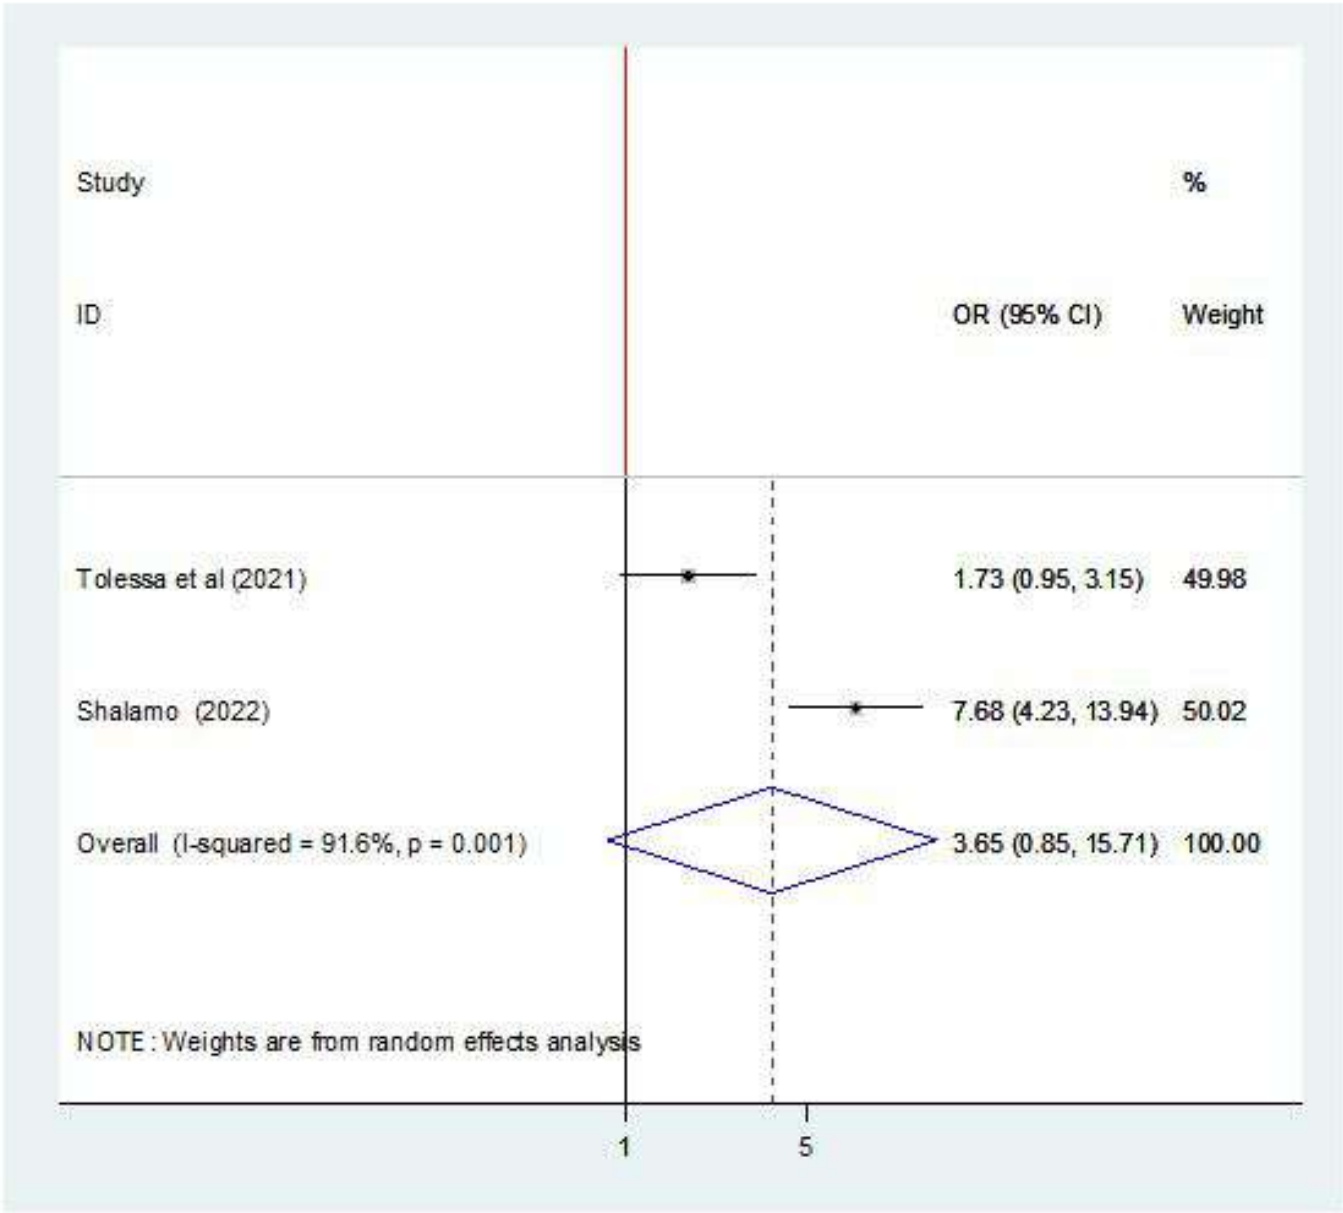 Study %
ID OR (95% CI) Weight
Tolessa et al (2021) 1.73 (0.95, 3.15) 49.98
Shalamo (2022) 7.68 (4.23, 13.94) 50.02
Overall (I-squared = 91.6%, p = 0.001) 3.65 (0.85, 15.71) 100.00
NOTE: Weights are from random effects analysis
1 5